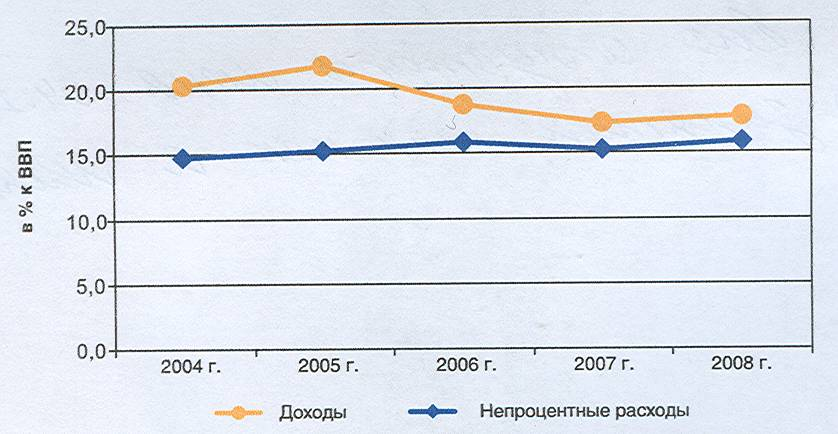 в % к ВВП
25,0
20,0
15,0
10,0
5,0
0,0
2004 г. 2005 г. 2006 г. 2007 г. 2008 г.
Доходы Непроцентные расходы